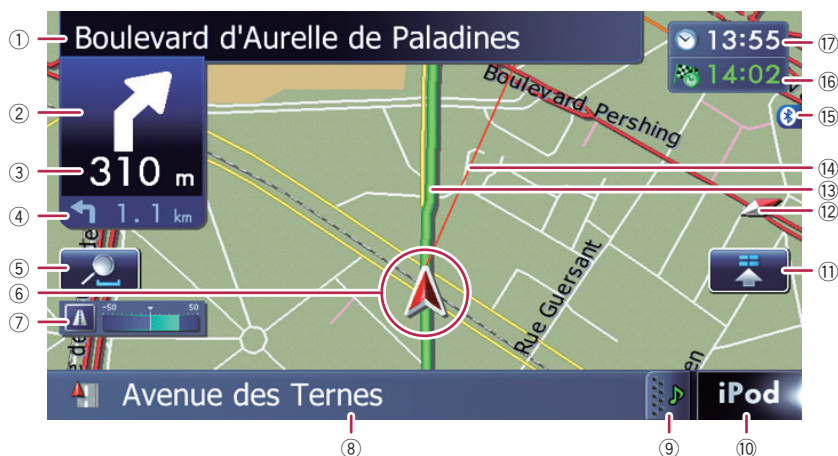 ① Boulevard d'Aurelle de Paladines
13:55 ⑰
14:02 ⑯
②
310 m
③
④ 1.1 km
⑤
⑥
⑦ -50 50
Boulevard Pershing
⑮
⑭
⑬
⑫
⑪
Rue Guersant
en
de
Avenue des Ternes
iPod
⑧ ⑨ ⑩